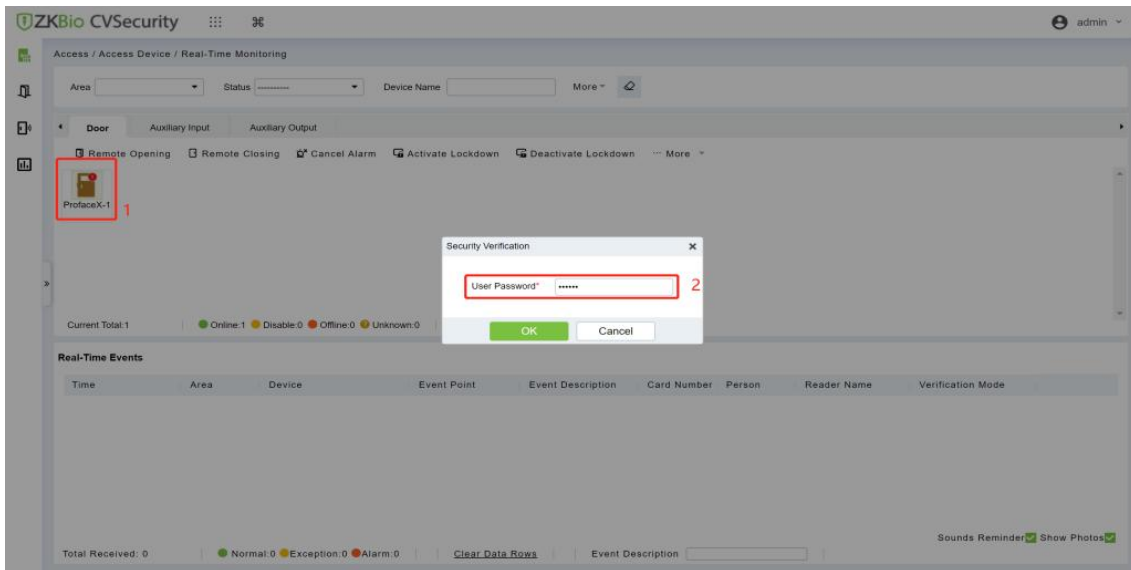 ZKBio CVSecurity admin
Access / Access Device / Real-Time Monitoring
Area Status ---------- Device Name More
Door Auxiliary Input Auxiliary Output
Remote Opening Remote Closing Cancel Alarm Activate Lockdown Deactivate Lockdown ··· More
ProfaceX-1
1
Security Verification
User Password* ••••••
2
OK Cancel
Current Total:1 Online:1 Disable:0 Offline:0 Unknown:0
Real-Time Events
Time Area Device Event Point Event Description Card Number Person Reader Name Verification Mode
Sounds Reminder Show Photos
Total Received: 0 Normal:0 Exception:0 Alarm:0 Clear Data Rows Event Description